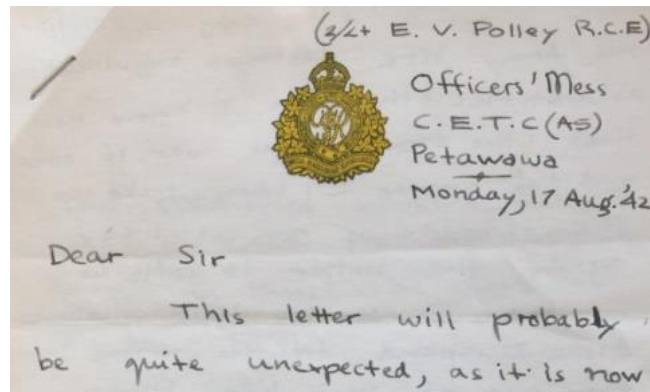 (2/Lt E. V. Polley R.C.E)
Officers' Mess
C.E.T.C (A5)
Petawawa
Monday, 17 Aug. '42
Dear Sir
This letter will probably
be quite unexpected, as it is now